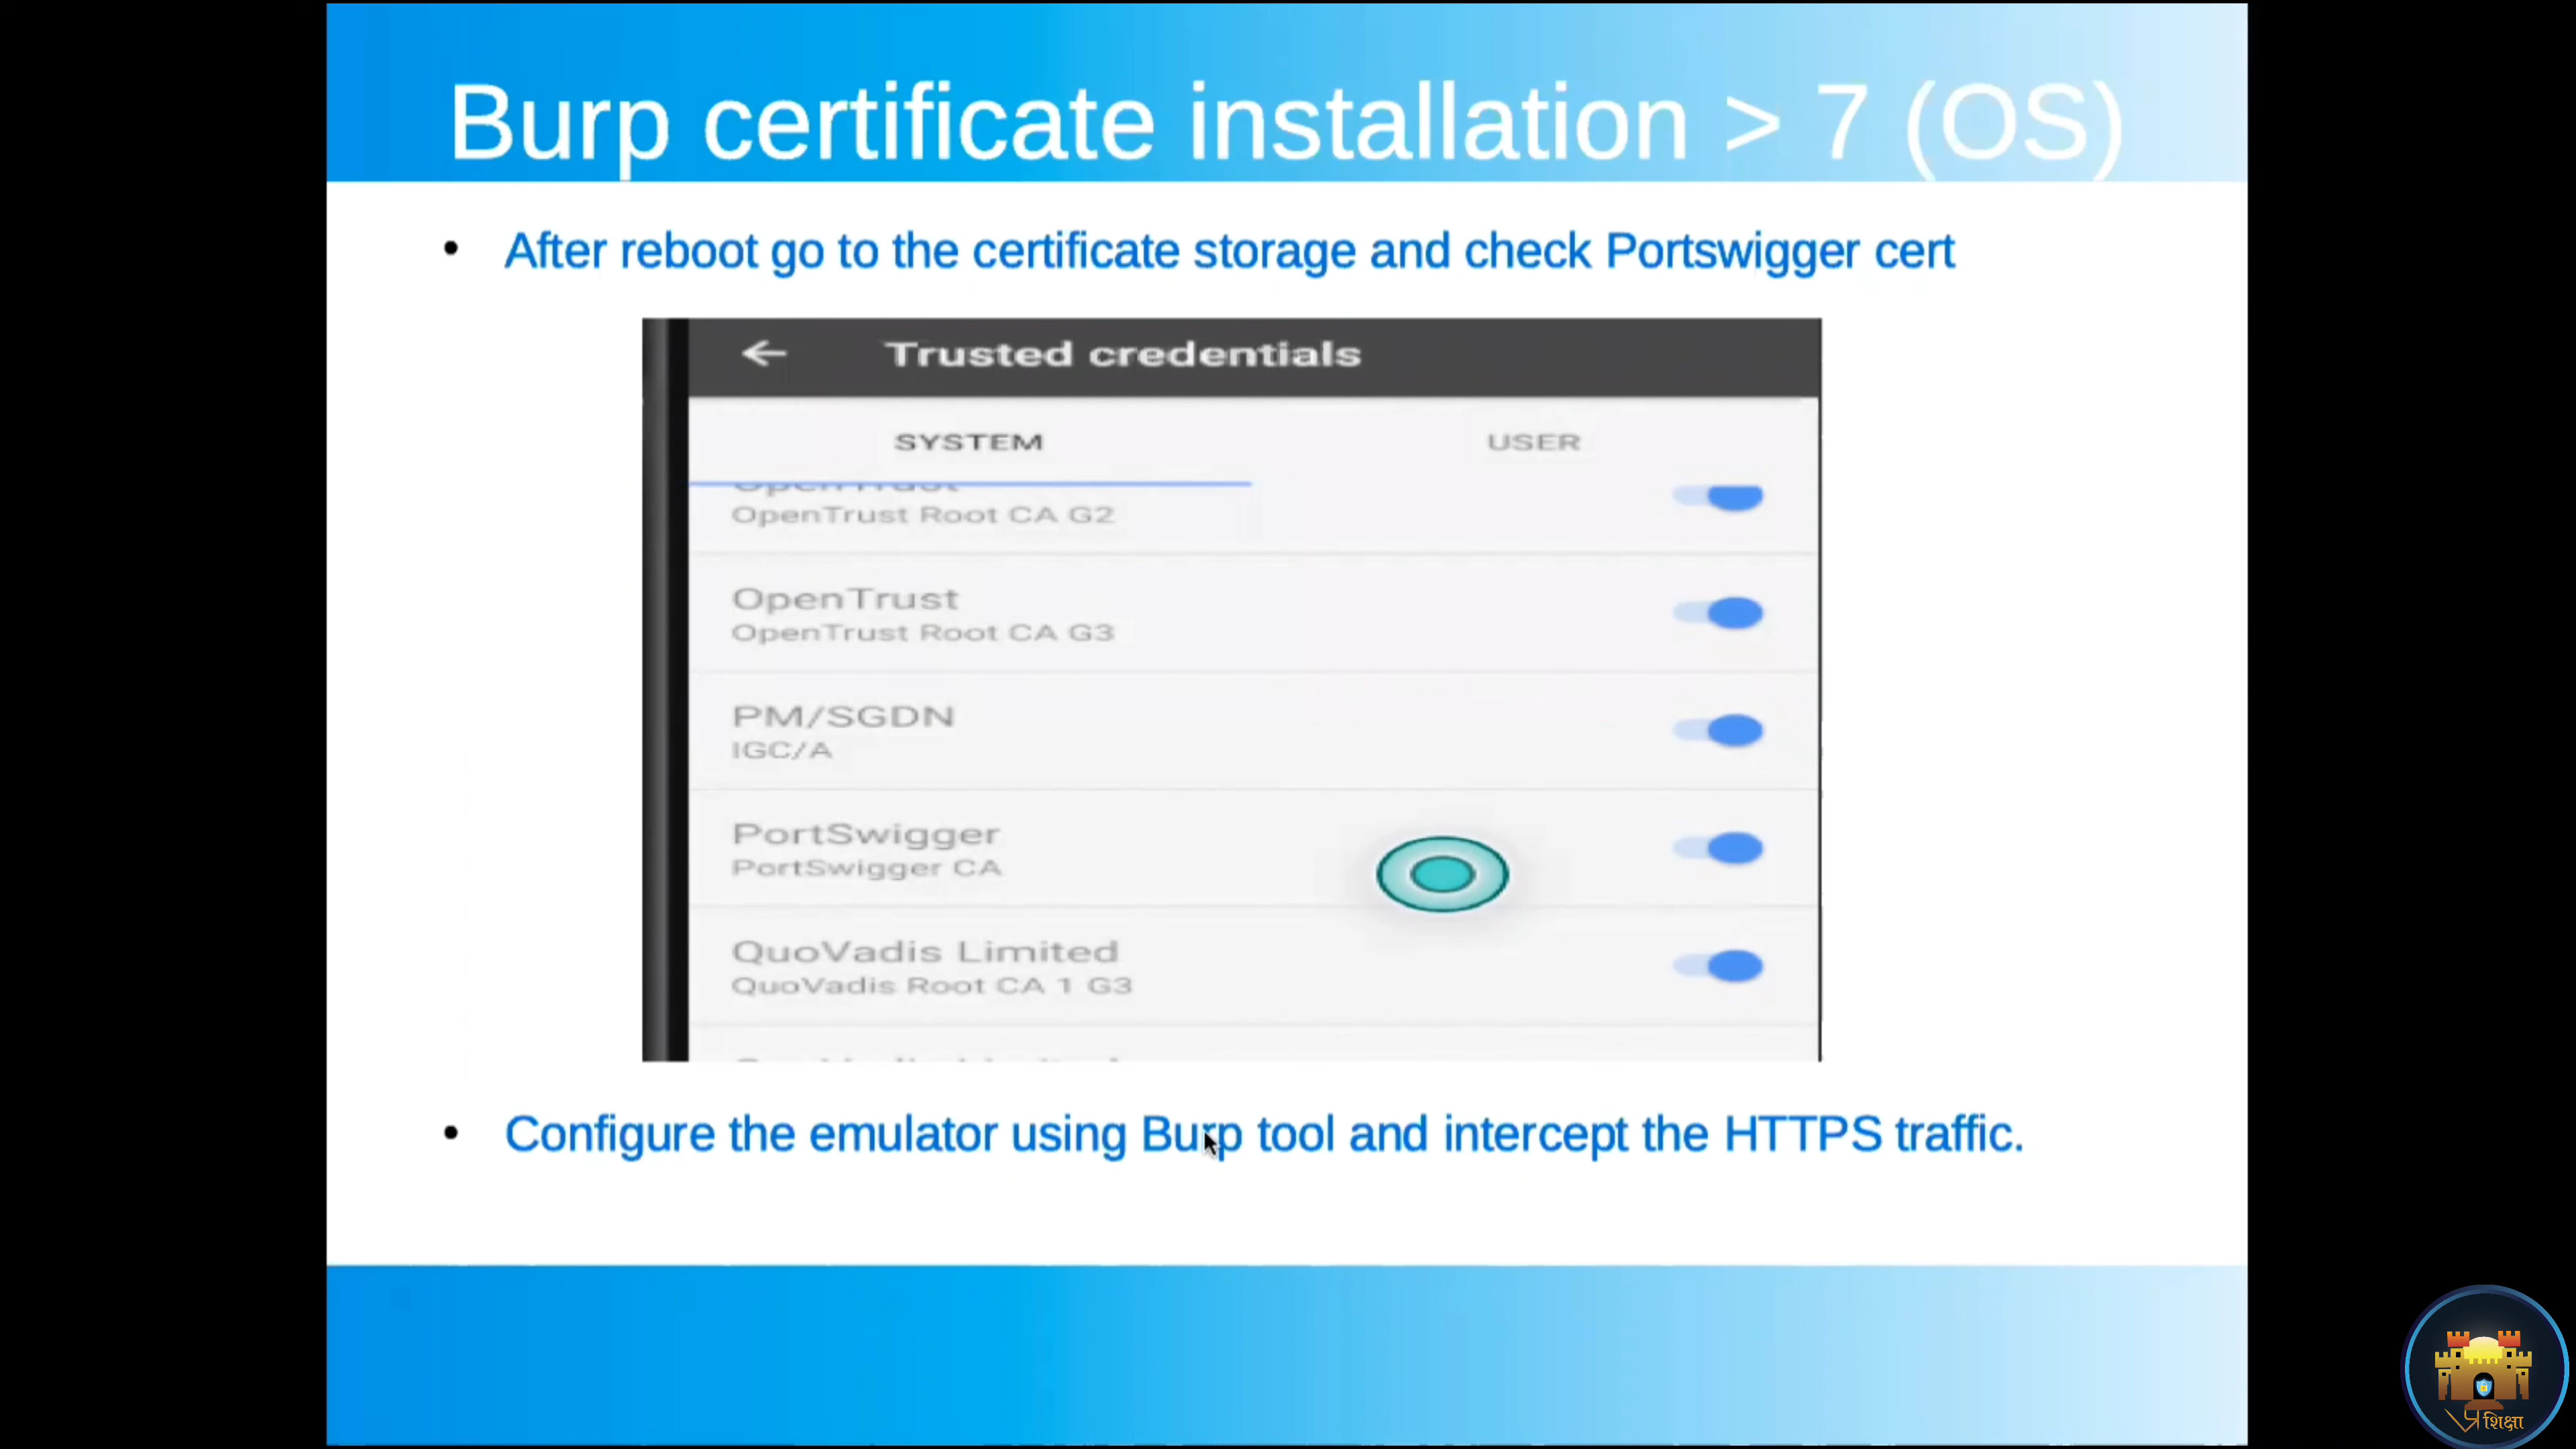 Burp certificate installation > 7 (OS)
• After reboot go to the certificate storage and check Portswigger cert
Trusted credentials
SYSTEM USER
OpenTrust Root CA G2
OpenTrust
OpenTrust Root CA G3
PM/SGDN
IGC/A
PortSwigger
PortSwigger CA
QuoVadis Limited
QuoVadis Root CA 1 G3
• Configure the emulator using Burp tool and intercept the HTTPS traffic.
शिक्षा